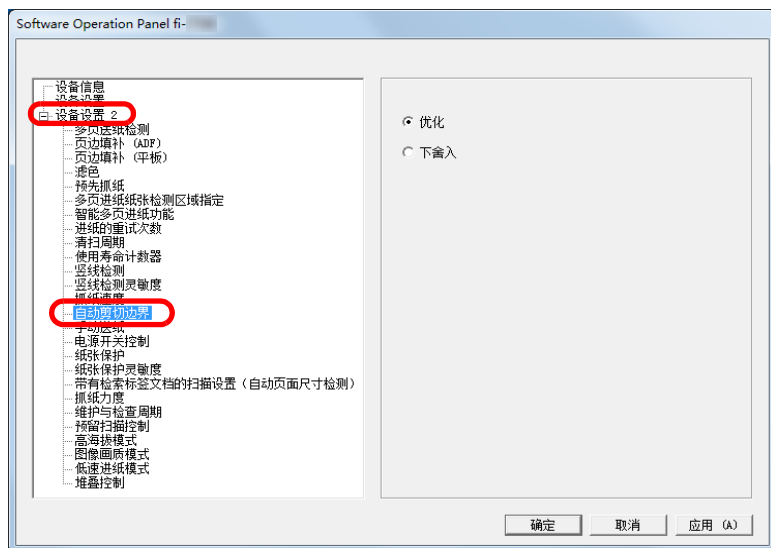 Software Operation Panel fi-
设备信息
设备设置
设备设置 2
多页送纸检测
页边填补 (ADF)
页边填补 (平板)
滤色
预先抓纸
多页进纸纸张检测区域指定
智能多页进纸功能
进纸的重试次数
清扫周期
使用寿命计数器
竖线检测
竖线检测灵敏度
抓纸速度
自动剪切边界
手动送纸
电源开关控制
纸张保护
纸张保护灵敏度
带有检索标签文档的扫描设置(自动页面尺寸检测)
抓纸力度
维护与检查周期
预留扫描控制
高海拔模式
图像画质模式
低速进纸模式
堆叠控制
优化
下舍入
确定 取消 应用 (A)